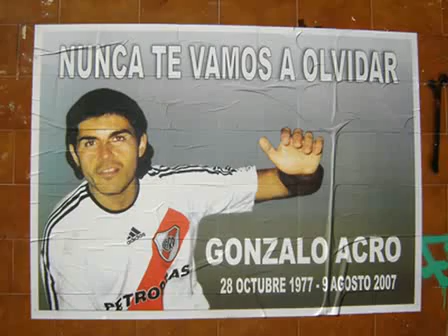 NUNCA TE VAMOS A OLVIDAR
adidas
PETROBRAS
GONZALO ACRO
28 OCTUBRE 1977 - 9 AGOSTO 2007